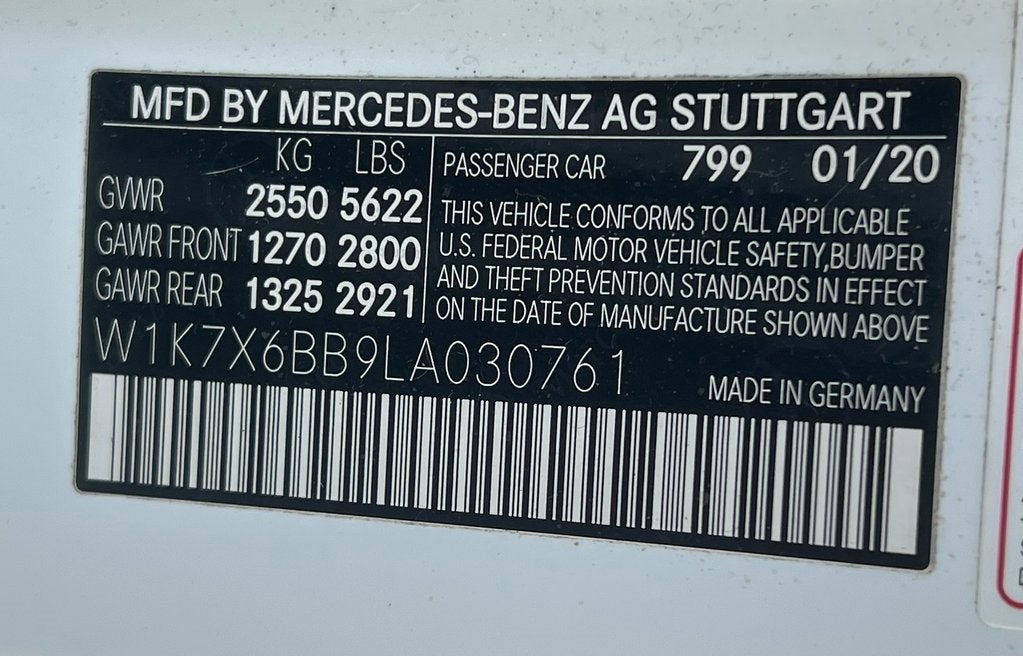 MFD BY MERCEDES-BENZ AG STUTTGART
KG LBS
GVWR 2550 5622
GAWR FRONT 1270 2800
GAWR REAR 1325 2921
PASSENGER CAR 799 01/20
THIS VEHICLE CONFORMS TO ALL APPLICABLE
U.S. FEDERAL MOTOR VEHICLE SAFETY,BUMPER
AND THEFT PREVENTION STANDARDS IN EFFECT
ON THE DATE OF MANUFACTURE SHOWN ABOVE
W1K7X6BB9LA030761
MADE IN GERMANY